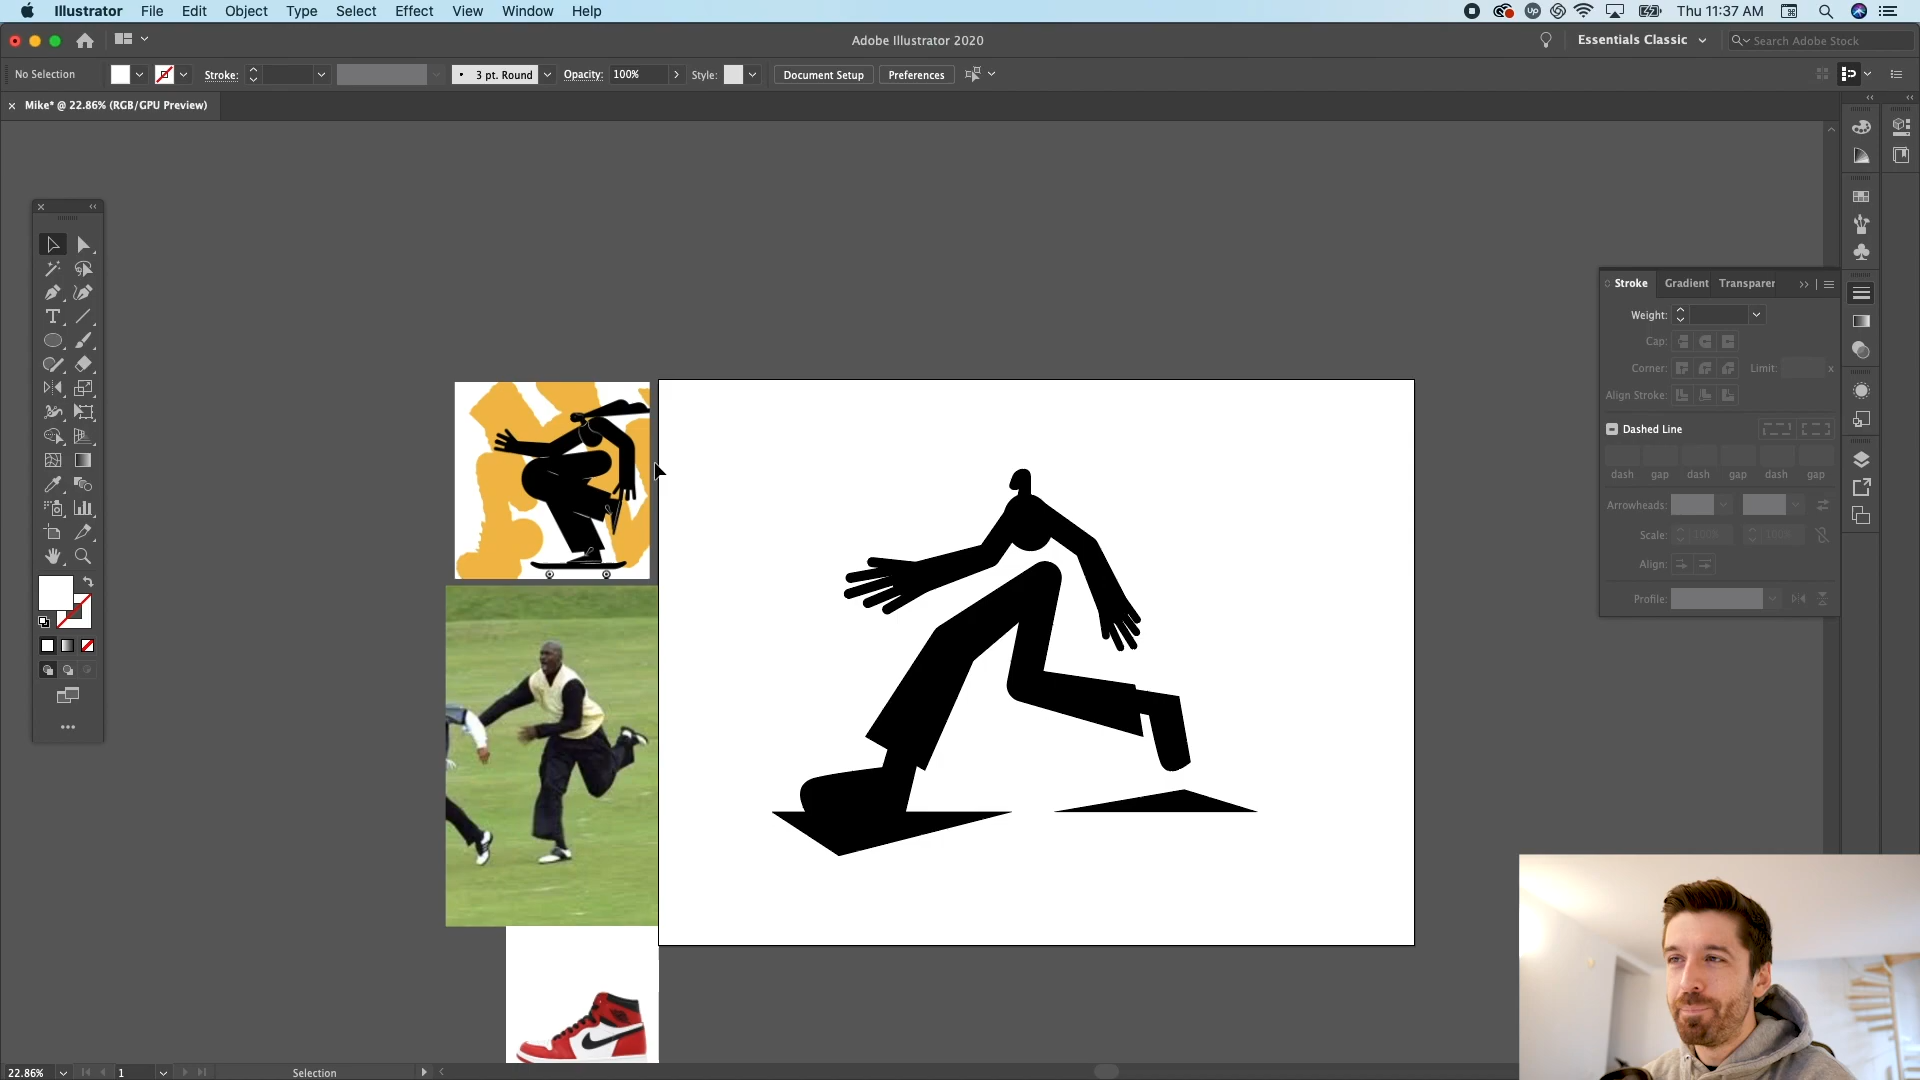 Illustrator File Edit Object Type Select Effect View Window Help
Thu 11:37 AM
Adobe Illustrator 2020
Essentials Classic
Search Adobe Stock
No Selection
Stroke:
3 pt. Round
Opacity: 100%
Style:
Document Setup
Preferences
Mike* @ 22.86% (RGB/GPU Preview)
Stroke Gradient Transparer
Weight:
Cap:
Corner:
Limit:
x
Align Stroke:
Dashed Line
dash gap dash gap dash gap
Arrowheads:
Scale: 100% 100%
Align:
Profile:
22.86%
1
Selection